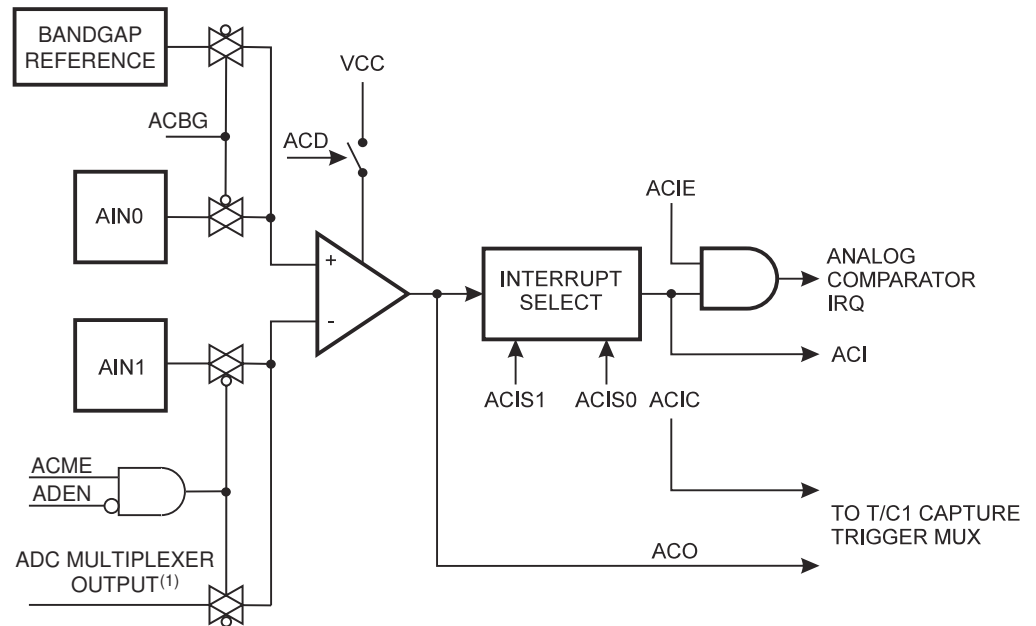 BANDGAP
REFERENCE
VCC
ACBG
ACD
AIN0
ACIE
+
INTERRUPT
SELECT
ANALOG
COMPARATOR
IRQ
-
AIN1
ACI
ACIS1
ACIS0
ACIC
ACME
ADEN
TO T/C1 CAPTURE
TRIGGER MUX
ADC MULTIPLEXER
OUTPUT(1)
ACO